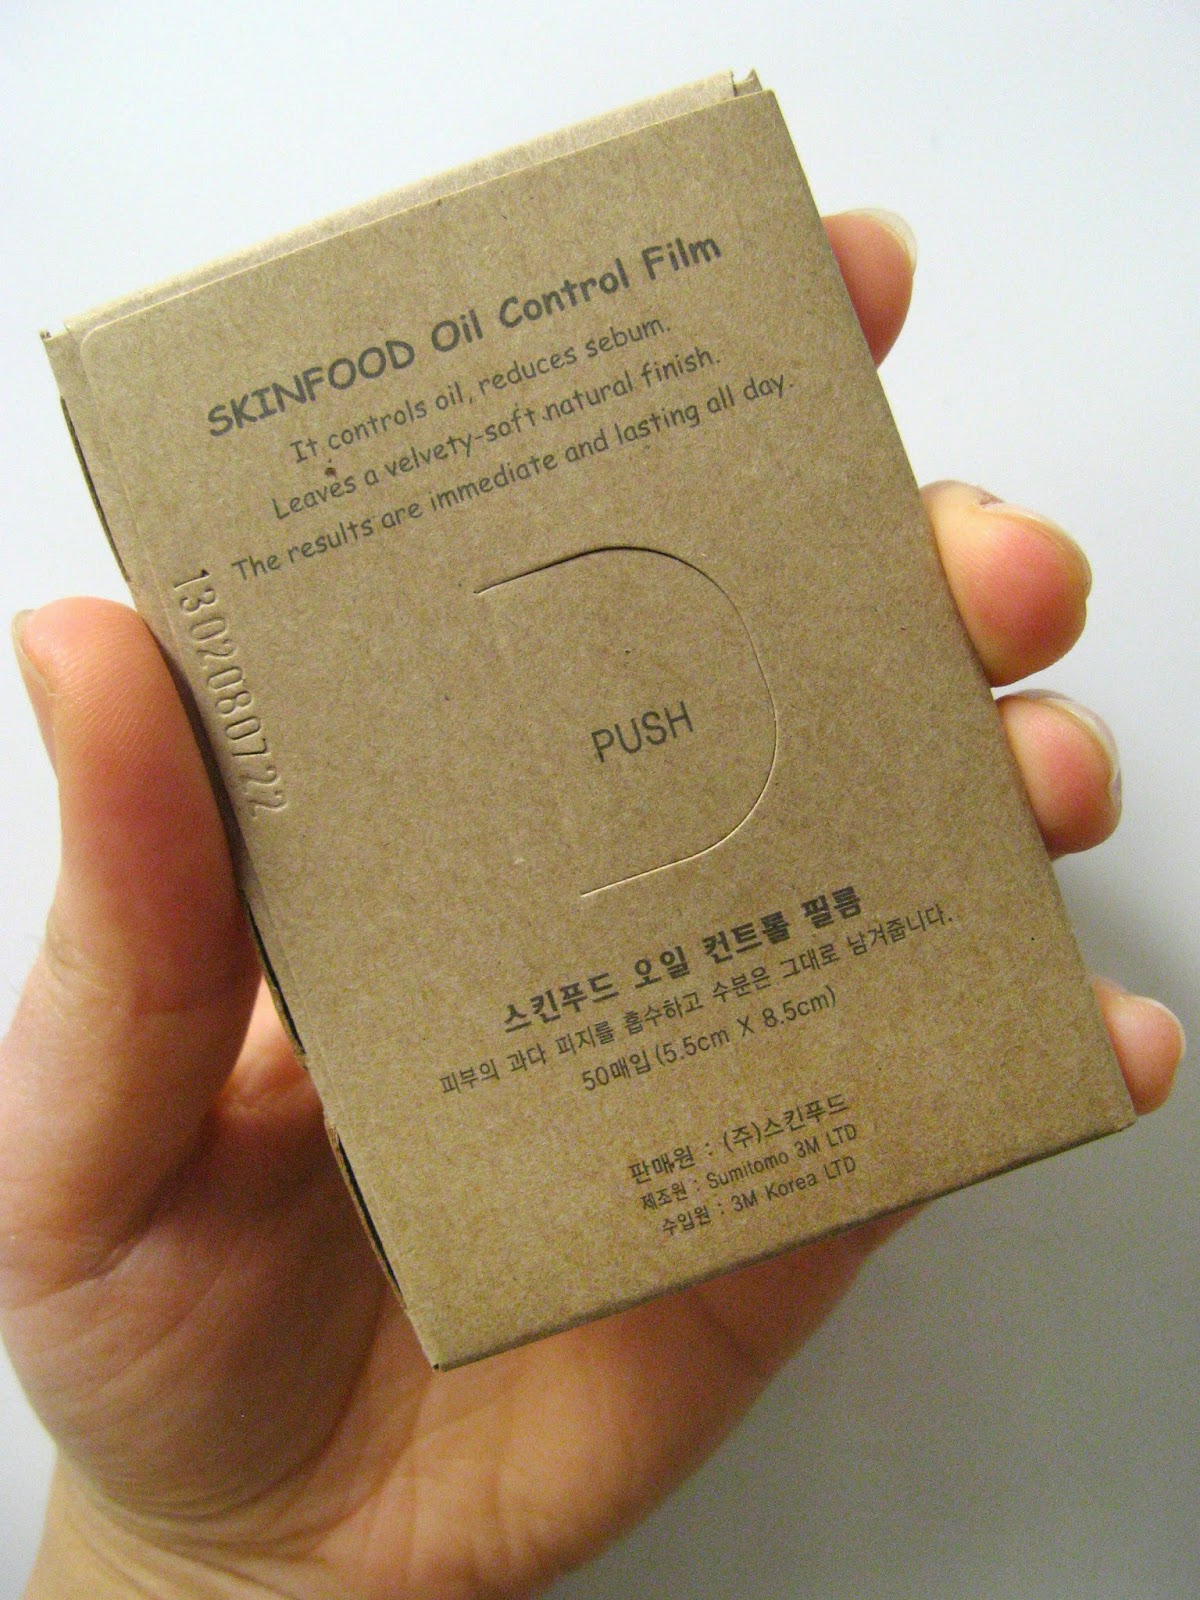 SKINFOOD Oil Control Film
It controls oil, reduces sebum.
Leaves a velvety-soft natural finish.
The results are immediate and lasting all day.
1302080722
PUSH
스킨푸드 오일 컨트롤 필름
피부의 과다 피지를 흡수하고 수분은 그대로 남겨줍니다.
50매입 (5.5cm X 8.5cm)
판매원 : (주)스킨푸드
제조원 : Sumitomo 3M LTD
수입원 : 3M Korea LTD